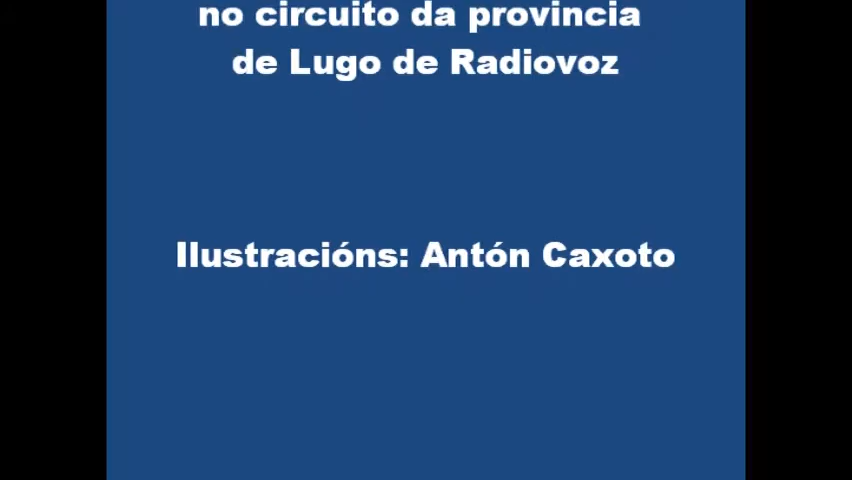 no circuito da provincia
de Lugo de Radiovoz
Ilustracións: Antón Caxoto